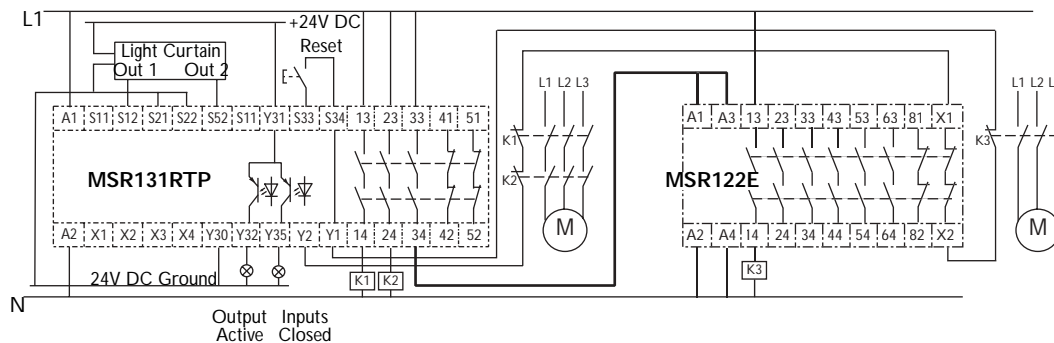 L1
+24V DC
Light Curtain
Out 1 Out 2
Reset
L1 L2 L3
L1 L2 L
A1 S11 S12 S21 S22 S52 S11 Y31 S33 S34 13 23 33 41 51
A1 A3 13 23 33 43 53 63 81 X1
K1
K3
MSR131RTP
K2
MSR122E
M
M
A2 X1 X2 X3 X4 Y30 Y32 Y35 Y2 Y1 14 24 34 42 52
A2 A4 14 24 34 44 54 64 82 X2
24V DC Ground
K1 K2
K3
N
Output Active
Inputs Closed